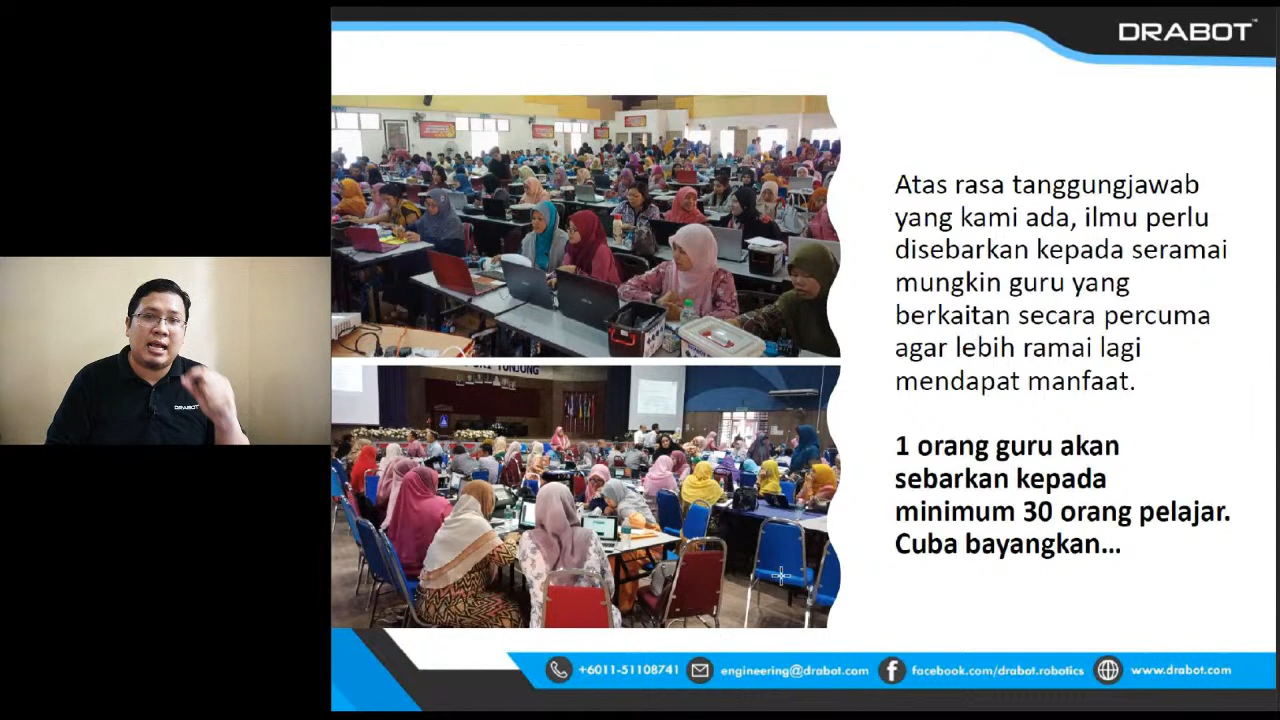 DRABOT™
Atas rasa tanggungjawab
yang kami ada, ilmu perlu
disebarkan kepada seramai
mungkin guru yang
berkaitan secara percuma
agar lebih ramai lagi
mendapat manfaat.
1 orang guru akan
sebarkan kepada
minimum 30 orang pelajar.
Cuba bayangkan...
DRABOT
TUNJONG
+6011-51108741
engineering@drabot.com
facebook.com/drabot.robotics
www.drabot.com